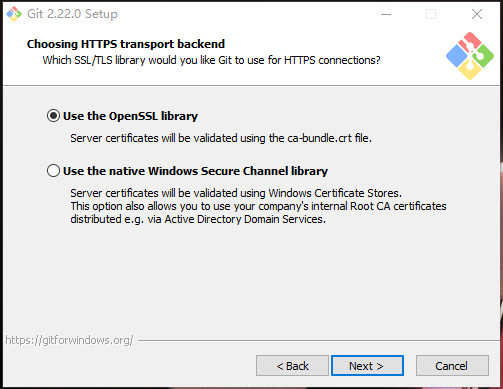 Git 2.22.0 Setup
Choosing HTTPS transport backend
Which SSL/TLS library would you like Git to use for HTTPS connections?
Use the OpenSSL library
Server certificates will be validated using the ca-bundle.crt file.
Use the native Windows Secure Channel library
Server certificates will be validated using Windows Certificate Stores.
This option also allows you to use your company's internal Root CA certificates
distributed e.g. via Active Directory Domain Services.
https://gitforwindows.org/
< Back Next > Cancel